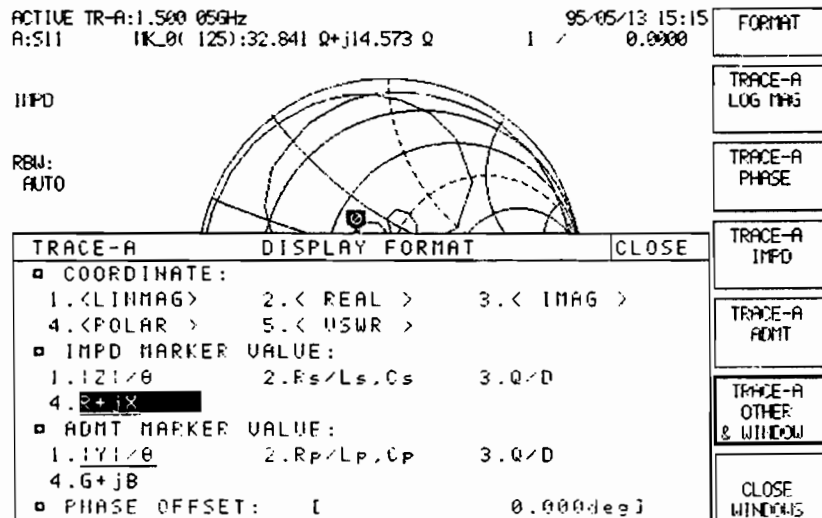 ACTIVE TR-A:1.500 056Hz 95/05/13 15:15
A:S11 MK_0( 125):32.841 Ω+j14.573 Ω 1 / 0.0000
IMPD
RBW:
AUTO
TRACE-A DISPLAY FORMAT CLOSE
COORDINATE:
1.<LINMAG> 2.< REAL > 3.< IMAG >
4.<POLAR > 5.< VSWR >
IMPD MARKER VALUE:
1.|Z|/θ 2.Rs/Ls,Cs 3.Q/D
4.R+jX
ADMT MARKER VALUE:
1.|Y|/θ 2.Rp/Lp,Cp 3.Q/D
4.G+jB
PHASE OFFSET: [ 0.000deg]
FORMAT
TRACE-A
LOG MAG
TRACE-A
PHASE
TRACE-A
IMPD
TRACE-A
ADMT
TRACE-A
OTHER
& WINDOW
CLOSE
WINDOWS